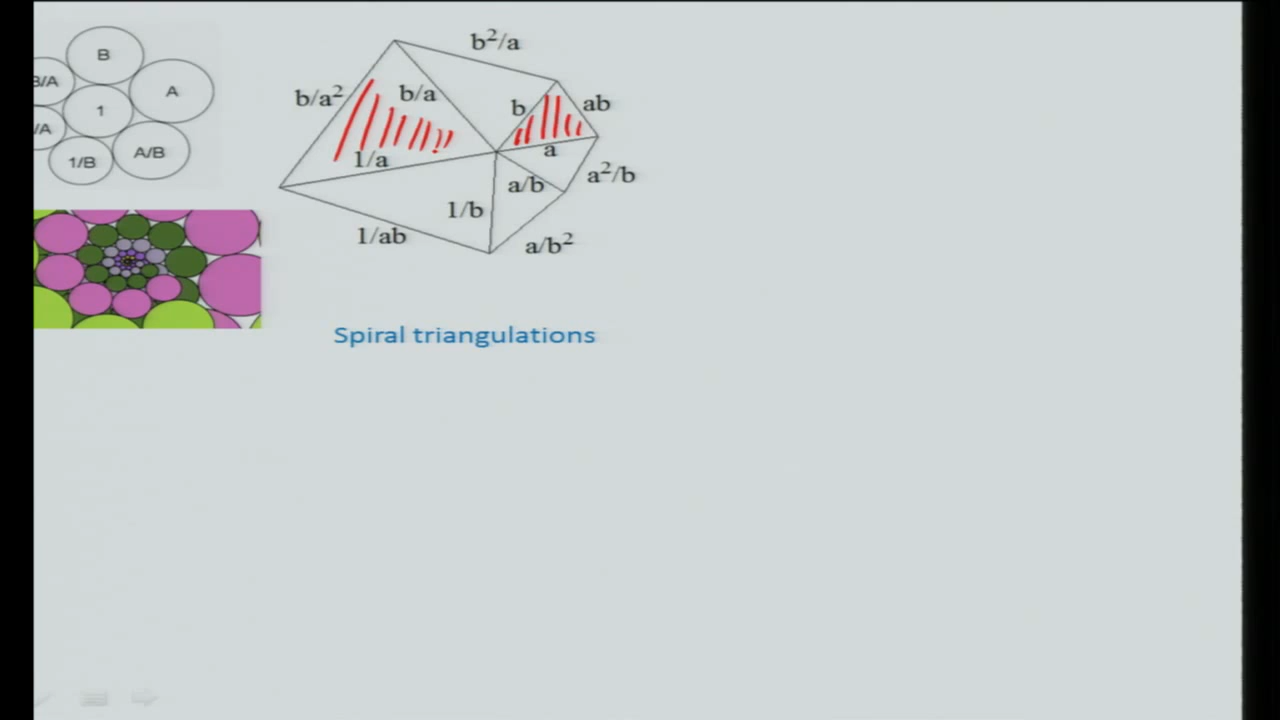 B
B/A
A
1
/A
1/B
A/B
b²/a
b/a²
b/a
b
ab
1/a
a
a/b
a²/b
1/b
1/ab
a/b²
Spiral triangulations